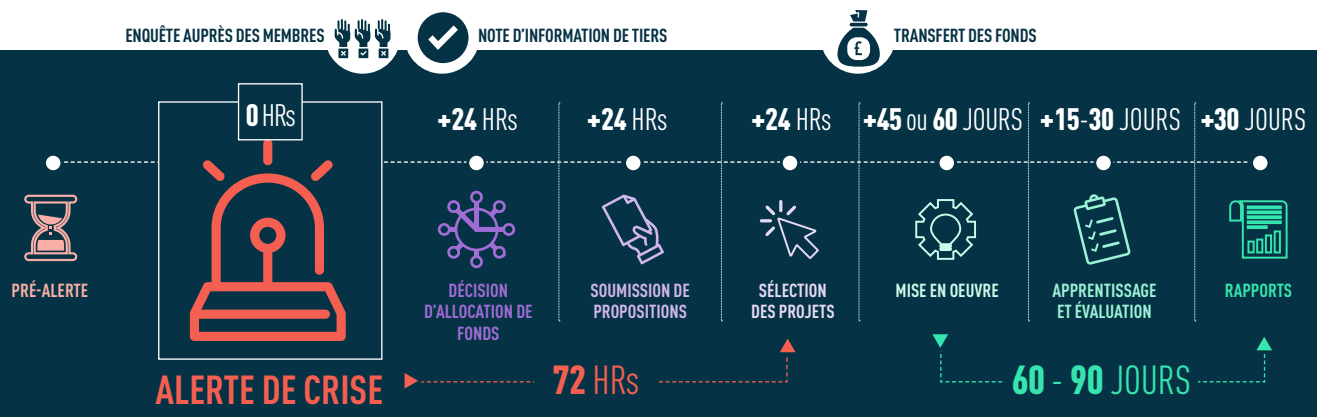 ENQUÊTE AUPRÈS DES MEMBRES
NOTE D'INFORMATION DE TIERS
£
TRANSFERT DES FONDS
0 HRs
+24 HRs
+24 HRs
+24 HRs
+45 ou 60 JOURS
+15-30 JOURS
+30 JOURS
PRÉ-ALERTE
DÉCISION
D'ALLOCATION DE
FONDS
SOUMISSION DE
PROPOSITIONS
SÉLECTION
DES PROJETS
MISE EN OEUVRE
APPRENTISSAGE
ET ÉVALUATION
RAPPORTS
ALERTE DE CRISE
72 HRs
60 - 90 JOURS